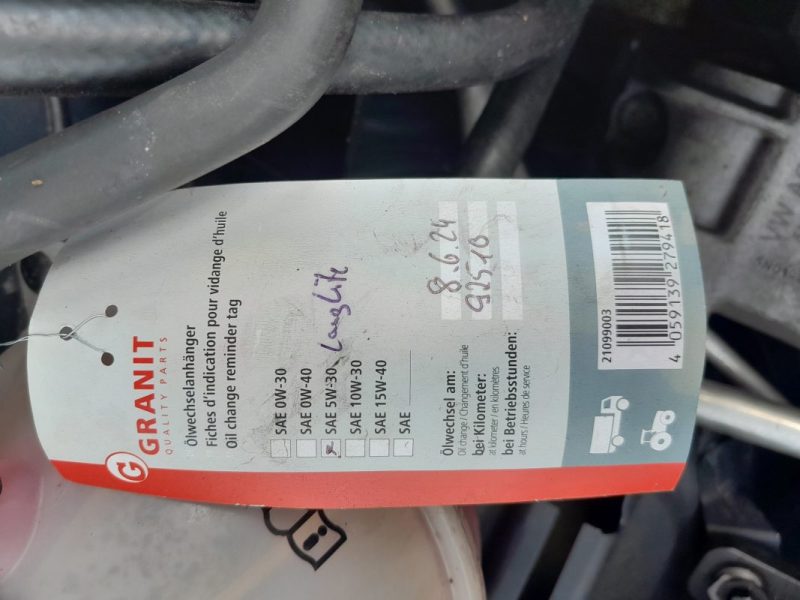 GRANIT
QUALITY PARTS
Ölwechselanhänger
Fiches d'indication pour vidange d'huile
Oil change reminder tag
SAE 0W-30
SAE 0W-40
SAE 5W-30 LongLife
SAE 10W-30
SAE 15W-40
SAE
Ölwechsel am: 8.6.24
Oil change / Changement d'huile
bei Kilometer: 92510
at kilometer / en kilomètres
bei Betriebsstunden:
at hours / Heures de service
21099003
4 059139 279418
VW A